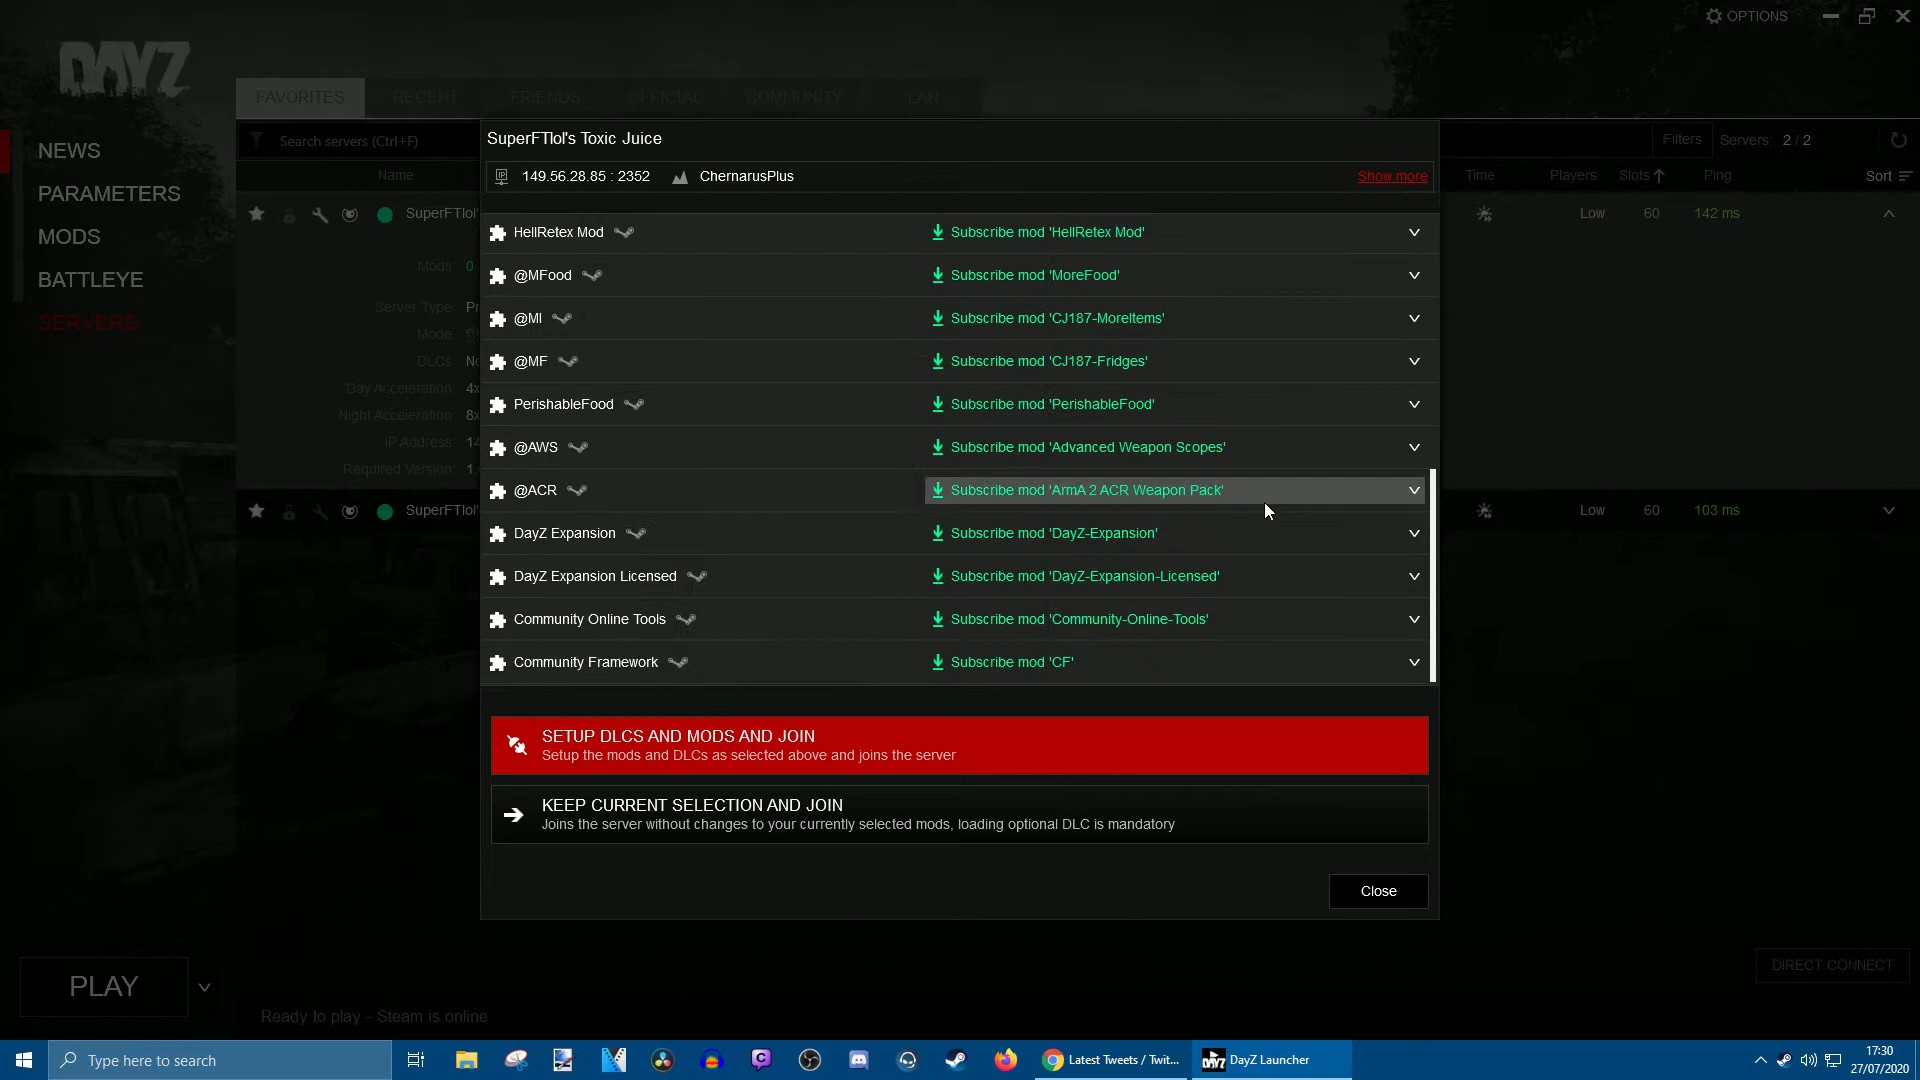 OPTIONS
DAYZ
FAVORITES RECENT FRIENDS OFFICIAL COMMUNITY LAN
NEWS
PARAMETERS
MODS
BATTLEYE
SERVERS
Search servers (Ctrl+F)
Filters Servers: 2 / 2
Name Time Players Slots Ping Sort
SuperFTlol' Low 60 142 ms
Mods: 0
Server Type:
Mode:
DLCs:
Day Acceleration: 4x
Night Acceleration: 8x
IP Address:
Required Version:
SuperFTlol' Low 60 103 ms
SuperFTlol's Toxic Juice
IP 149.56.28.85 : 2352 ChernarusPlus Show more
HellRetex Mod Subscribe mod 'HellRetex Mod'
@MFood Subscribe mod 'MoreFood'
@MI Subscribe mod 'CJ187-MoreItems'
@MF Subscribe mod 'CJ187-Fridges'
PerishableFood Subscribe mod 'PerishableFood'
@AWS Subscribe mod 'Advanced Weapon Scopes'
@ACR Subscribe mod 'ArmA 2 ACR Weapon Pack'
DayZ Expansion Subscribe mod 'DayZ-Expansion'
DayZ Expansion Licensed Subscribe mod 'DayZ-Expansion-Licensed'
Community Online Tools Subscribe mod 'Community-Online-Tools'
Community Framework Subscribe mod 'CF'
SETUP DLCS AND MODS AND JOIN
Setup the mods and DLCs as selected above and joins the server
KEEP CURRENT SELECTION AND JOIN
Joins the server without changes to your currently selected mods, loading optional DLC is mandatory
Close
DIRECT CONNECT
PLAY
Ready to play - Steam is online
Type here to search
Latest Tweets / Twit...
DayZ Launcher
17:30
27/07/2020